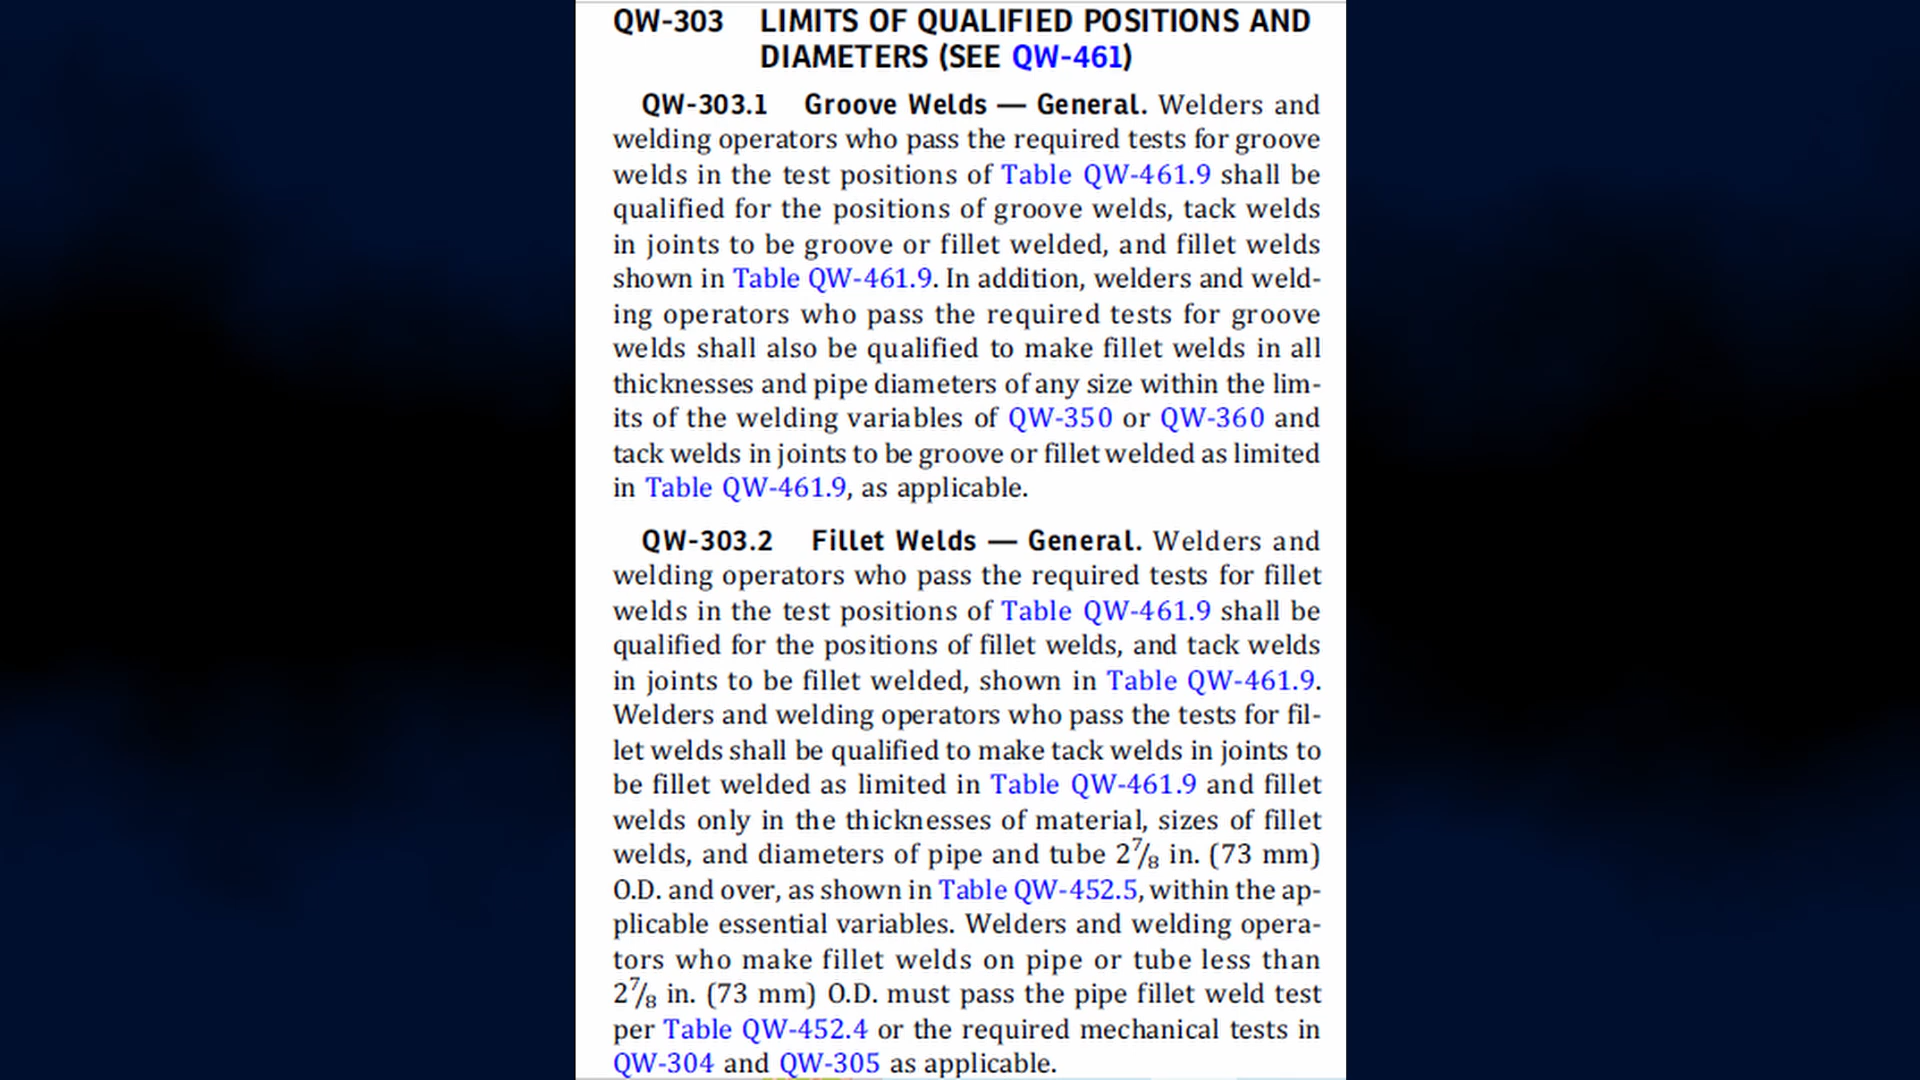 QW-303 LIMITS OF QUALIFIED POSITIONS AND
DIAMETERS (SEE QW-461)
QW-303.1 Groove Welds — General. Welders and
welding operators who pass the required tests for groove
welds in the test positions of Table QW-461.9 shall be
qualified for the positions of groove welds, tack welds
in joints to be groove or fillet welded, and fillet welds
shown in Table QW-461.9. In addition, welders and weld-
ing operators who pass the required tests for groove
welds shall also be qualified to make fillet welds in all
thicknesses and pipe diameters of any size within the lim-
its of the welding variables of QW-350 or QW-360 and
tack welds in joints to be groove or fillet welded as limited
in Table QW-461.9, as applicable.
QW-303.2 Fillet Welds — General. Welders and
welding operators who pass the required tests for fillet
welds in the test positions of Table QW-461.9 shall be
qualified for the positions of fillet welds, and tack welds
in joints to be fillet welded, shown in Table QW-461.9.
Welders and welding operators who pass the tests for fil-
let welds shall be qualified to make tack welds in joints to
be fillet welded as limited in Table QW-461.9 and fillet
welds only in the thicknesses of material, sizes of fillet
welds, and diameters of pipe and tube 2⅞ in. (73 mm)
O.D. and over, as shown in Table QW-452.5, within the ap-
plicable essential variables. Welders and welding opera-
tors who make fillet welds on pipe or tube less than
2⅞ in. (73 mm) O.D. must pass the pipe fillet weld test
per Table QW-452.4 or the required mechanical tests in
QW-304 and QW-305 as applicable.